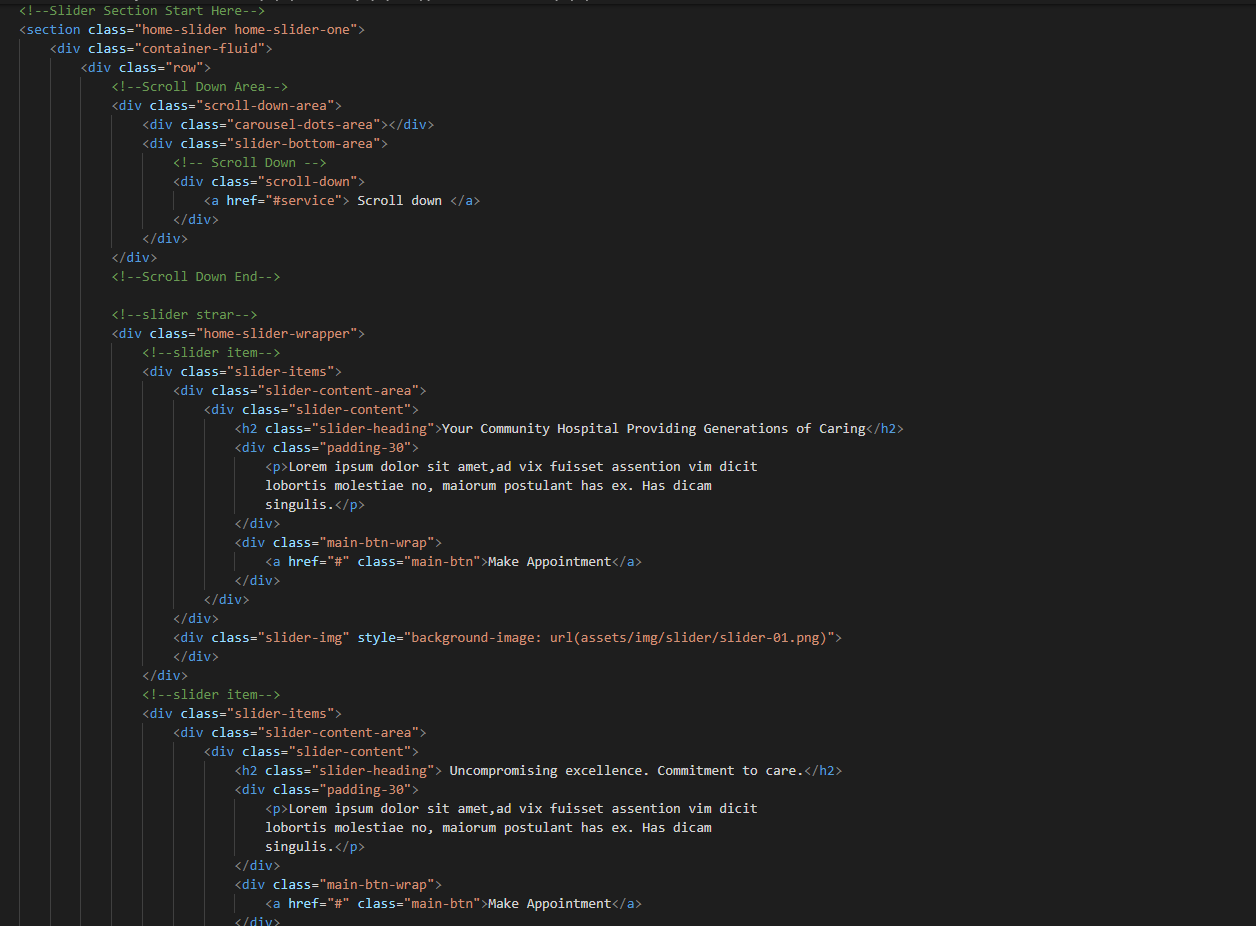 <!--Slider Section Start Here-->
<section class="home-slider home-slider-one">
<div class="container-fluid">
<div class="row">
<!--Scroll Down Area-->
<div class="scroll-down-area">
<div class="carousel-dots-area"></div>
<div class="slider-bottom-area">
<!-- Scroll Down -->
<div class="scroll-down">
<a href="#service"> Scroll down </a>
</div>
</div>
</div>
<!--Scroll Down End-->
<!--slider strar-->
<div class="home-slider-wrapper">
<!--slider item-->
<div class="slider-items">
<div class="slider-content-area">
<div class="slider-content">
<h2 class="slider-heading">Your Community Hospital Providing Generations of Caring</h2>
<div class="padding-30">
<p>Lorem ipsum dolor sit amet,ad vix fuisset assention vim dicit
lobortis molestiae no, maiorum postulant has ex. Has dicam
singulis.</p>
</div>
<div class="main-btn-wrap">
<a href="#" class="main-btn">Make Appointment</a>
</div>
</div>
</div>
<div class="slider-img" style="background-image: url(assets/img/slider/slider-01.png)">
</div>
</div>
<!--slider item-->
<div class="slider-items">
<div class="slider-content-area">
<div class="slider-content">
<h2 class="slider-heading"> Uncompromising excellence. Commitment to care.</h2>
<div class="padding-30">
<p>Lorem ipsum dolor sit amet,ad vix fuisset assention vim dicit
lobortis molestiae no, maiorum postulant has ex. Has dicam
singulis.</p>
</div>
<div class="main-btn-wrap">
<a href="#" class="main-btn">Make Appointment</a>
</div>